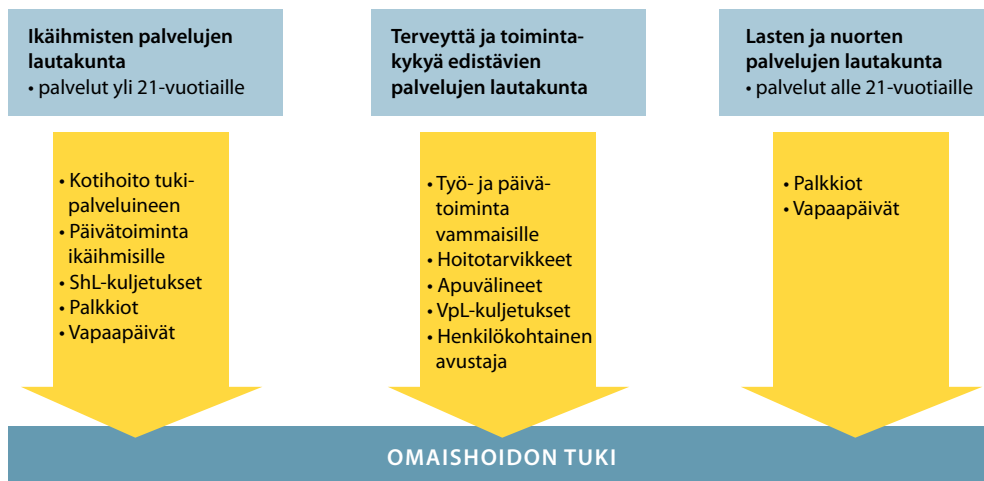 Ikäihmisten palvelujen
lautakunta
• palvelut yli 21-vuotiaille
• Kotihoito tuki-
palveluineen
• Päivätoiminta
ikäihmisille
• ShL-kuljetukset
• Palkkiot
• Vapaapäivät
Terveyttä ja toiminta-
kykyä edistävien
palvelujen lautakunta
• Työ- ja päivä-
toiminta
vammaisille
• Hoitotarvikkeet
• Apuvälineet
• VpL-kuljetukset
• Henkilökohtainen
avustaja
Lasten ja nuorten
palvelujen lautakunta
• palvelut alle 21-vuotiaille
• Palkkiot
• Vapaapäivät
OMAISHOIDON TUKI